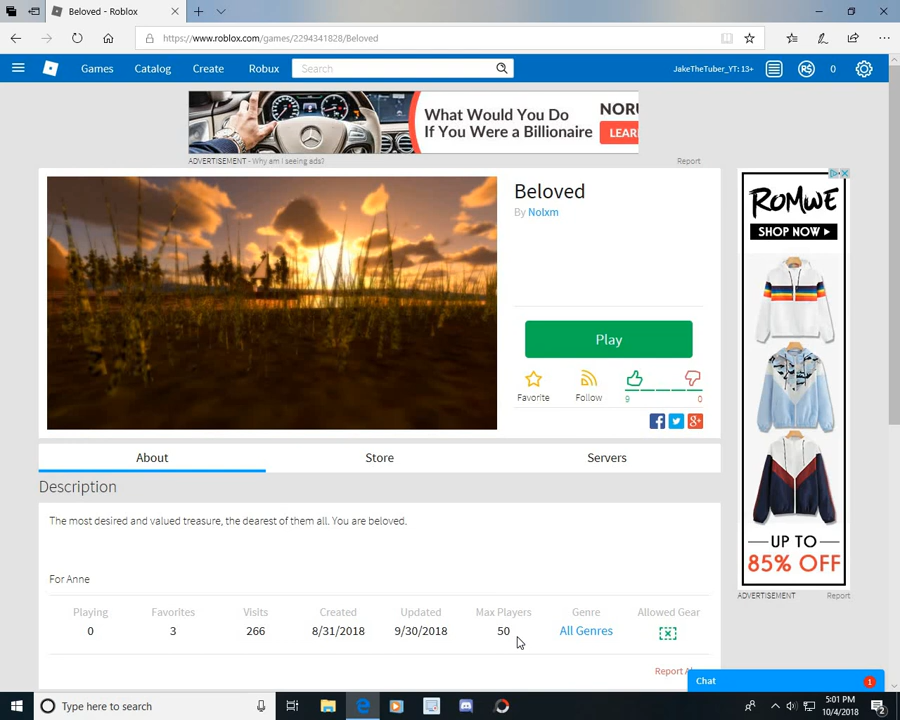 Beloved - Roblox
https://www.roblox.com/games/2294341828/Beloved
Games Catalog Create Robux Search JakeTheTuber_YT: 13+ R$ 0
What Would You Do
If You Were a Billionaire
NORU
LEAR
ADVERTISEMENT - Why am I seeing ads? Report
Beloved
By Nolxm
Play
Favorite Follow 9 0
ROMWE
SHOP NOW
UP TO
85% OFF
ADVERTISEMENT Report
About Store Servers
Description
The most desired and valued treasure, the dearest of them all. You are beloved.
For Anne
Playing Favorites Visits Created Updated Max Players Genre Allowed Gear
0 3 266 8/31/2018 9/30/2018 50 All Genres
Report A
Chat 1
Type here to search
5:01 PM
10/4/2018
2